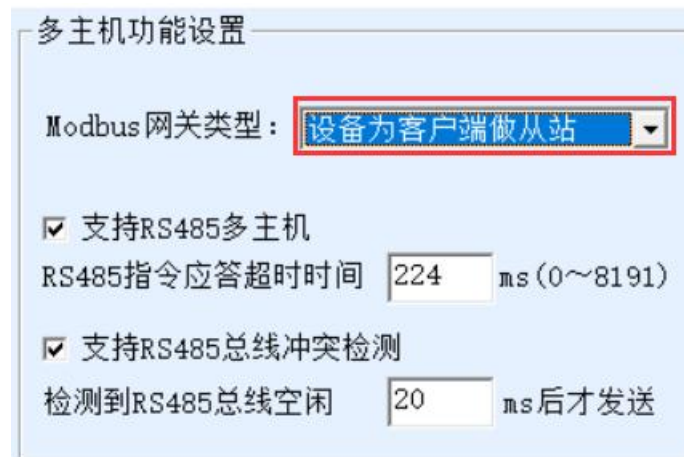 多主机功能设置
Modbus网关类型: 设备为客户端做从站
支持RS485多主机
RS485指令应答超时时间 224 ms(0～8191)
支持RS485总线冲突检测
检测到RS485总线空闲 20 ms后才发送